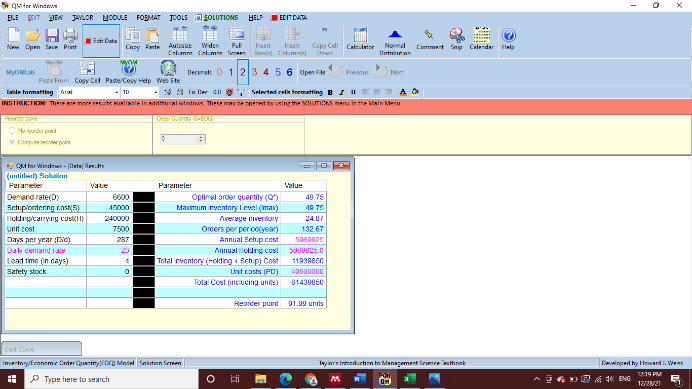 QM for Windows
FILE EDIT VIEW TAYLOR MODULE FORMAT TOOLS SOLUTIONS HELP EDIT DATA
New Open Save Print Edit Data Copy Paste Autosize Columns Widen Columns Full Screen Insert Row(s) Insert Column(s) Copy Cell Down Calculator Normal Distribution Comment Snip Calendar Help
MyOMLab Paste From Copy Cell Paste/Copy Help Web Site Decimals 0 1 2 3 4 5 6 Open File Previous Next
Table formatting Arial 10 Fix Dec 0.0 Selected cells formatting B I U
INSTRUCTION: There are more results available in additional windows. These may be opened by using the SOLUTIONS menu in the Main Menu.
Reorder point Order Quantity (0=EOQ)
No reorder point
Compute reorder point
0
QM for Windows - [Data] Results
(untitled) Solution
Parameter Value Parameter Value
Demand rate(D) 6600 Optimal order quantity (Q*) 49.75
Setup/ordering cost(S) 45000 Maximum Inventory Level (Imax) 49.75
Holding/carrying cost(H) 240000 Average inventory 24.87
Unit cost 7500 Orders per period(year) 132.67
Days per year (D/d) 287 Annual Setup cost 5969925
Daily demand rate 23 Annual Holding cost 5969925.0
Lead time (in days) 4 Total Inventory (Holding + Setup) Cost 11939850
Safety stock 0 Unit costs (PD) 49500000
Total Cost (including units) 61439850
Reorder point 91.99 units
Cost Curve
Inventory/Economic Order Quantity(EOQ) Model Solution Screen Taylor's Introduction to Management Science Textbook Developed by Howard J. Weiss
Type here to search
ENG
12:19 PM
12/28/21